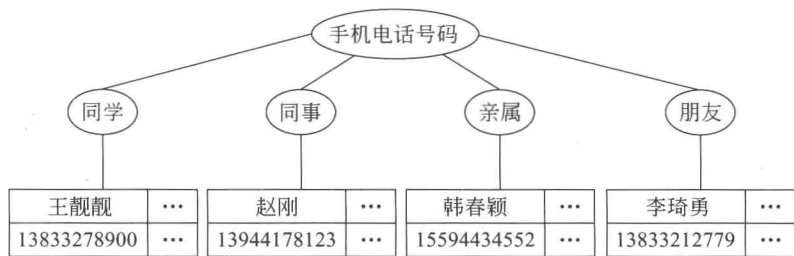 手机电话号码
同学 同事 亲属 朋友
王靓靓 … 赵刚 … 韩春颖 … 李琦勇 …
13833278900 … 13944178123 … 15594434552 … 13833212779 …